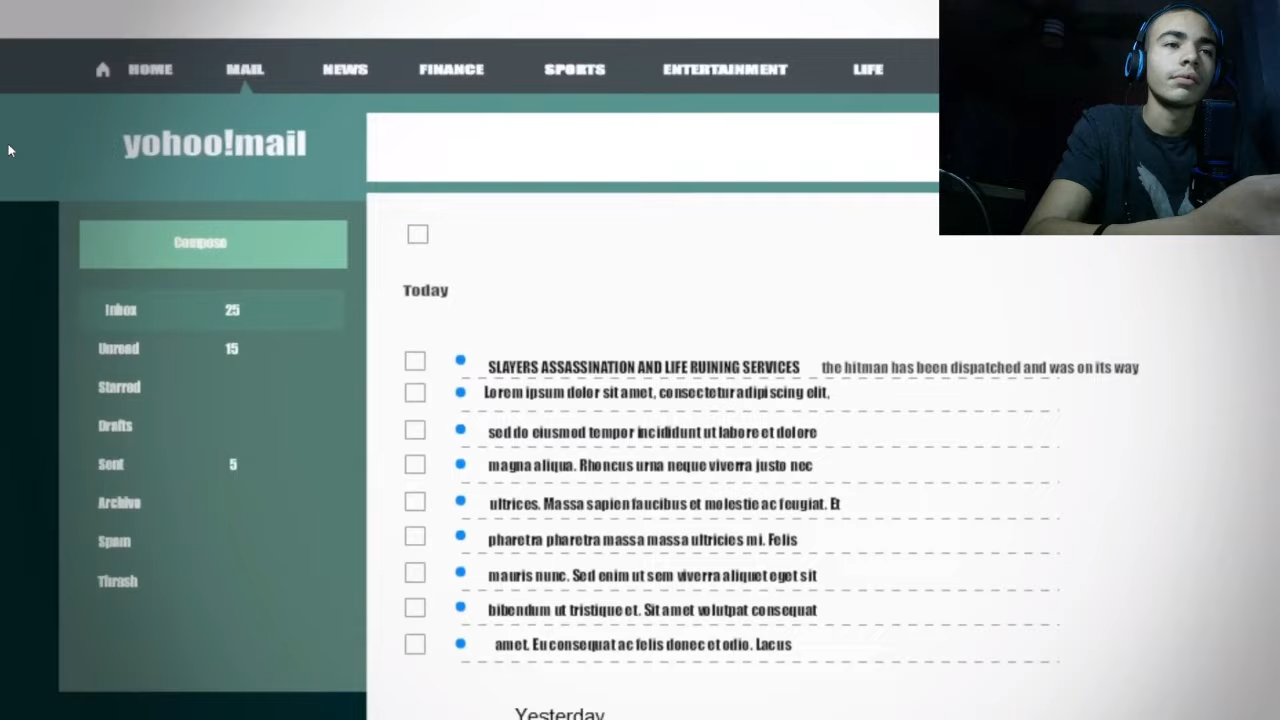 HOME MAIL NEWS FINANCE SPORTS ENTERTAINMENT LIFE
yohoo!mail
Compose
Inbox 25
Unread 15
Starred
Drafts
Sent 5
Archive
Spam
Thrash
Today
SLAYERS ASSASSINATION AND LIFE RUINING SERVICES the hitman has been dispatched and was on its way
Lorem ipsum dolor sit amet, consectetur adipiscing elit,
sed do eiusmod tempor incididunt ut labore et dolore
magna aliqua. Rhoncus urna neque viverra justo nec
ultrices. Massa sapien faucibus et molestie ac feugiat. Et
pharetra pharetra massa massa ultricies mi. Felis
mauris nunc. Sed enim ut sem viverra aliquet eget sit
bibendum ut tristique et. Sit amet volutpat consequat
amet. Eu consequat ac felis donec et odio. Lacus
Yesterday